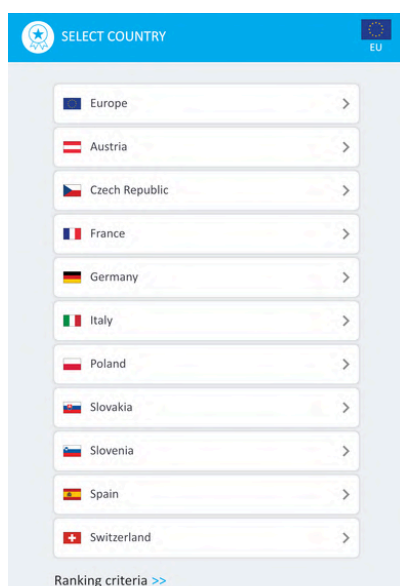 SELECT COUNTRY
EU
Europe
Austria
Czech Republic
France
Germany
Italy
Poland
Slovakia
Slovenia
Spain
Switzerland
Ranking criteria >>